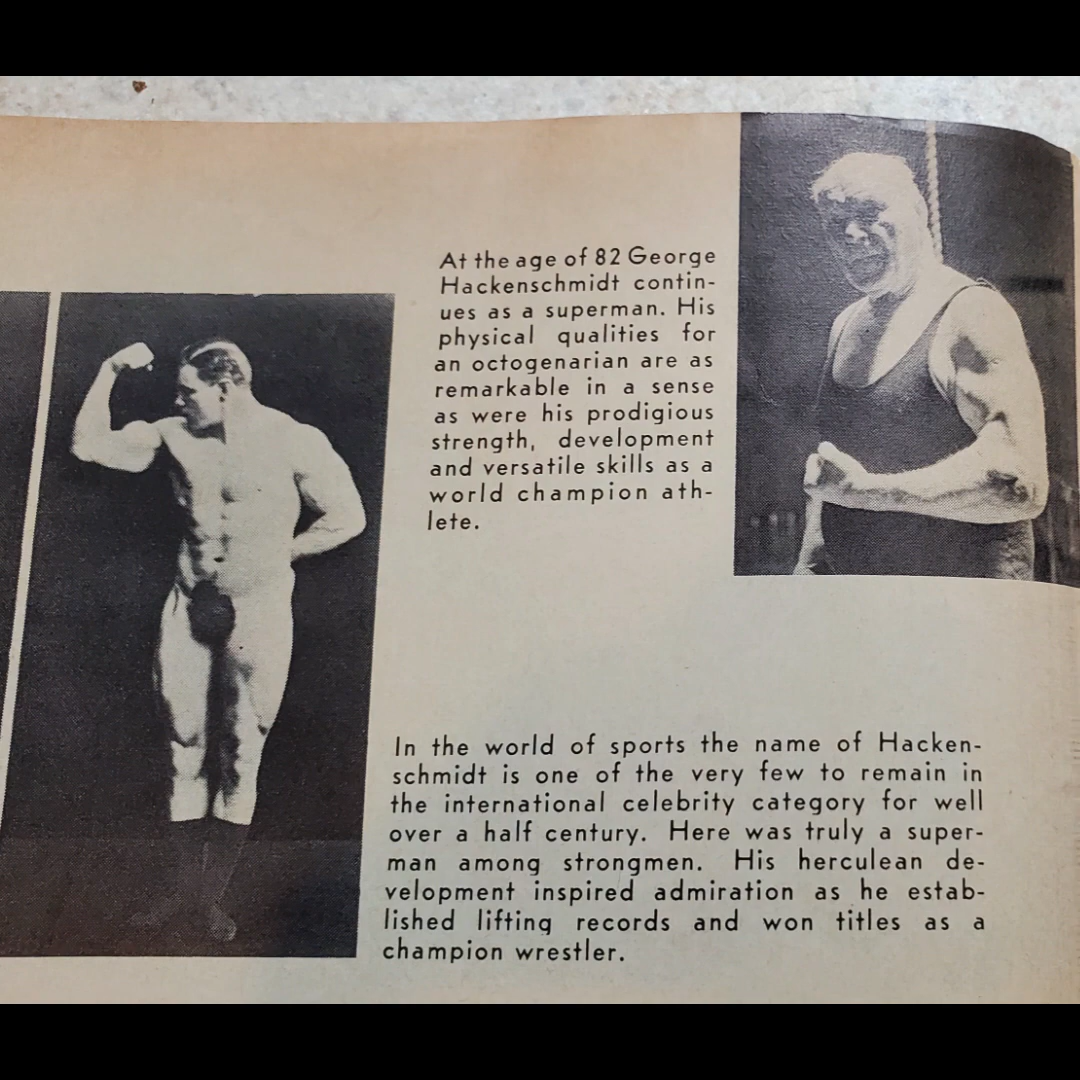 At the age of 82 George
Hackenschmidt contin-
ues as a superman. His
physical qualities for
an octogenarian are as
remarkable in a sense
as were his prodigious
strength, development
and versatile skills as a
world champion ath-
lete.
In the world of sports the name of Hacken-
schmidt is one of the very few to remain in
the international celebrity category for well
over a half century. Here was truly a super-
man among strongmen. His herculean de-
velopment inspired admiration as he estab-
lished lifting records and won titles as a
champion wrestler.